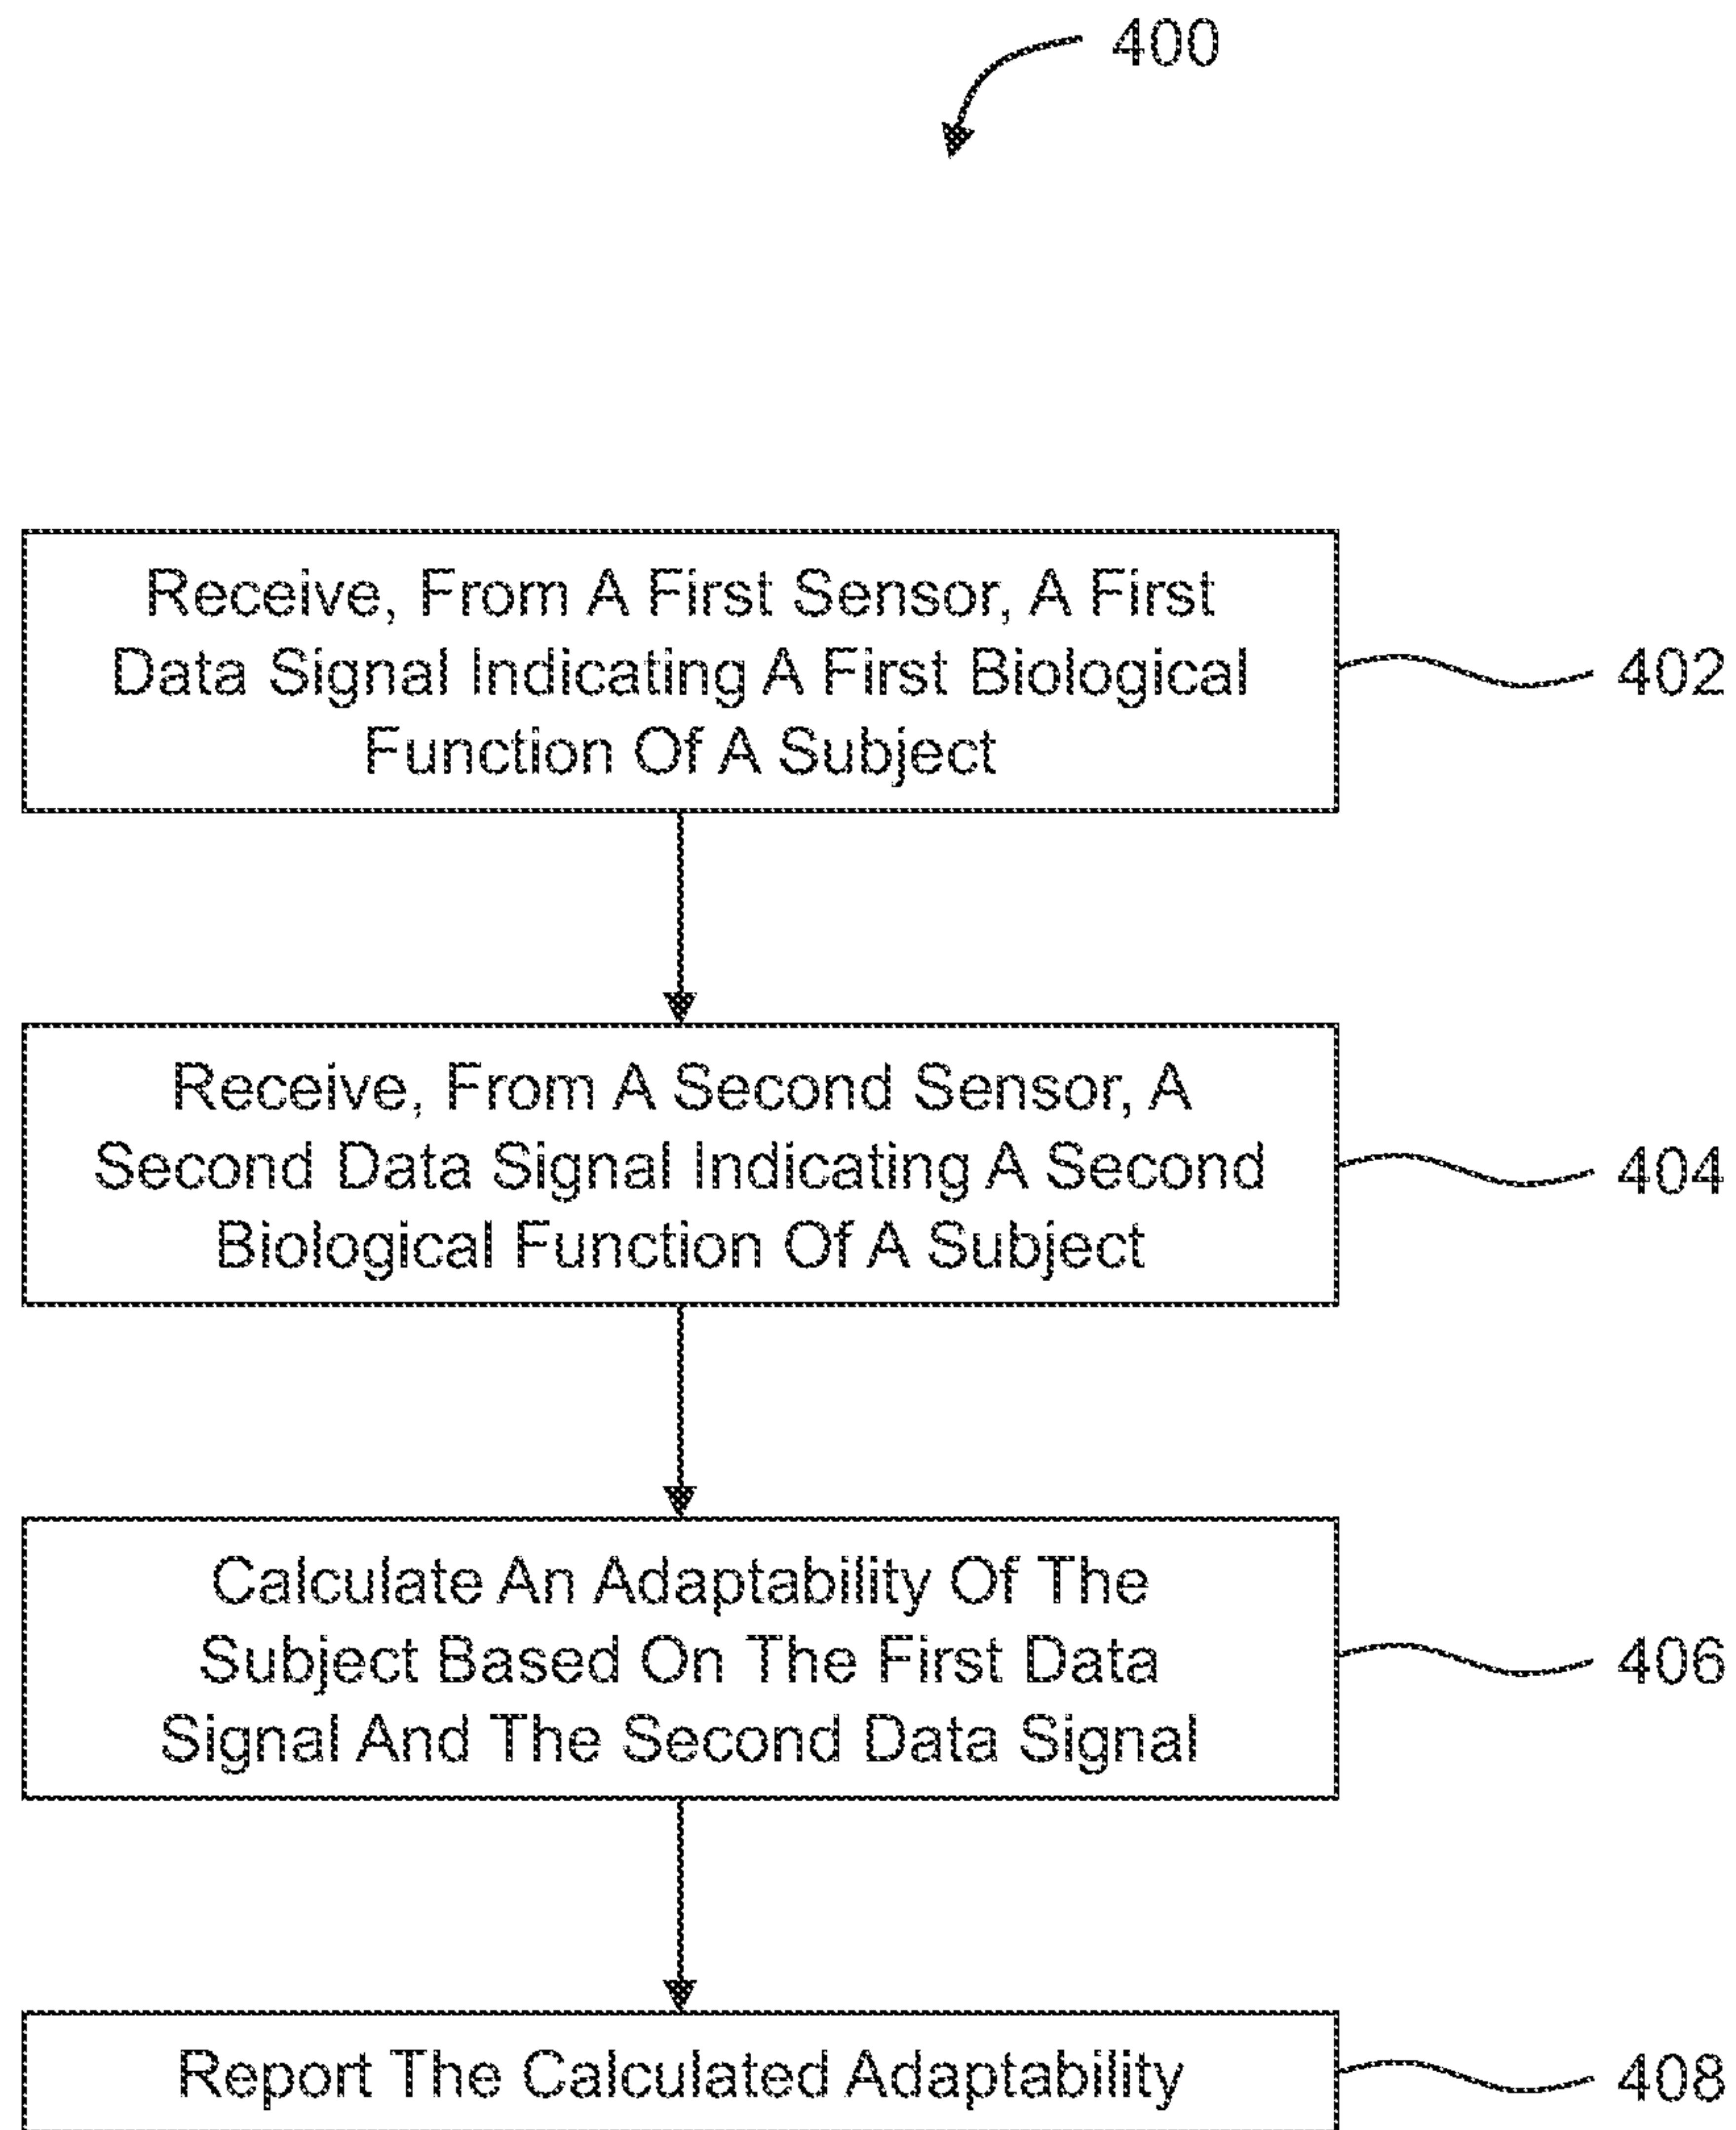 400
Receive, From A First Sensor, A First
Data Signal Indicating A First Biological
Function Of A Subject
402
Receive, From A Second Sensor, A
Second Data Signal Indicating A Second
Biological Function Of A Subject
404
Calculate An Adaptability Of The
Subject Based On The First Data
Signal And The Second Data Signal
406
Report The Calculated Adaptability
408